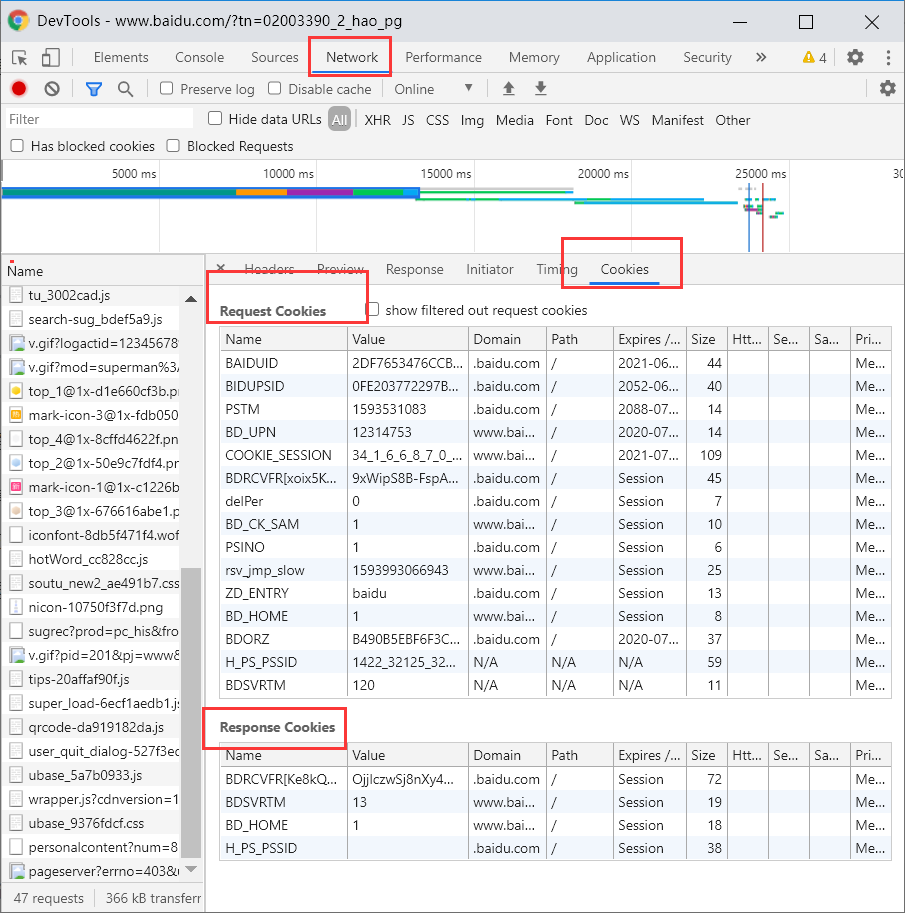 DevTools - www.baidu.com/?tn=02003390_2_hao_pg
Elements Console Sources Network Performance Memory Application Security » 4
Preserve log Disable cache Online
Filter Hide data URLs All XHR JS CSS Img Media Font Doc WS Manifest Other
Has blocked cookies Blocked Requests
5000 ms 10000 ms 15000 ms 20000 ms 25000 ms 30
Name
× Headers Preview Response Initiator Timing Cookies
tu_3002cad.js
search-sug_bdef5a9.js
v.gif?logactid=123456789
v.gif?mod=superman%3A
top_1@1x-d1e660cf3b.pn
mark-icon-3@1x-fdb050
top_4@1x-8cffd4622f.pn
top_2@1x-50e9c7fdf4.pn
mark-icon-1@1x-c1226b
top_3@1x-676616abe1.p
iconfont-8db5f471f4.wof
hotWord_cc828cc.js
soutu_new2_ae491b7.css
nicon-10750f3f7d.png
sugrec?prod=pc_his&fro
v.gif?pid=201&pj=www&
tips-20affaf90f.js
super_load-6ecf1aedb1.js
qrcode-da919182da.js
user_quit_dialog-527f3ed
ubase_5a7b0933.js
wrapper.js?cdnversion=1
ubase_9376fdcf.css
personalcontent?num=8
pageserver?errno=403&
47 requests 366 kB transferr
Request Cookies show filtered out request cookies
Name Value Domain Path Expires /... Size Htt... Se... Sa... Pri...
BAIDUID 2DF7653476CCB... .baidu.com / 2021-06... 44 Me...
BIDUPSID 0FE203772297B... .baidu.com / 2052-06... 40 Me...
PSTM 1593531083 .baidu.com / 2088-07... 14 Me...
BD_UPN 12314753 www.bai... / 2020-07... 14 Me...
COOKIE_SESSION 34_1_6_6_8_7_0_... www.bai... / 2021-07... 109 Me...
BDRCVFR[xoix5K... 9xWipS8B-FspA... .baidu.com / Session 45 Me...
delPer 0 .baidu.com / Session 7 Me...
BD_CK_SAM 1 www.bai... / Session 10 Me...
PSINO 1 .baidu.com / Session 6 Me...
rsv_jmp_slow 1593993066943 www.bai... / Session 25 Me...
ZD_ENTRY baidu .baidu.com / Session 13 Me...
BD_HOME 1 www.bai... / Session 8 Me...
BDORZ B490B5EBF6F3C... .baidu.com / 2020-07... 37 Me...
H_PS_PSSID 1422_32125_32... N/A N/A N/A 59 Me...
BDSVRTM 120 N/A N/A N/A 11 Me...
Response Cookies
Name Value Domain Path Expires /... Size Htt... Se... Sa... Pri...
BDRCVFR[Ke8kQ... OjjlczwSj8nXy4... .baidu.com / Session 72 Me...
BDSVRTM 13 www.bai... / Session 19 Me...
BD_HOME 1 www.bai... / Session 18 Me...
H_PS_PSSID .baidu.com / Session 38 Me...